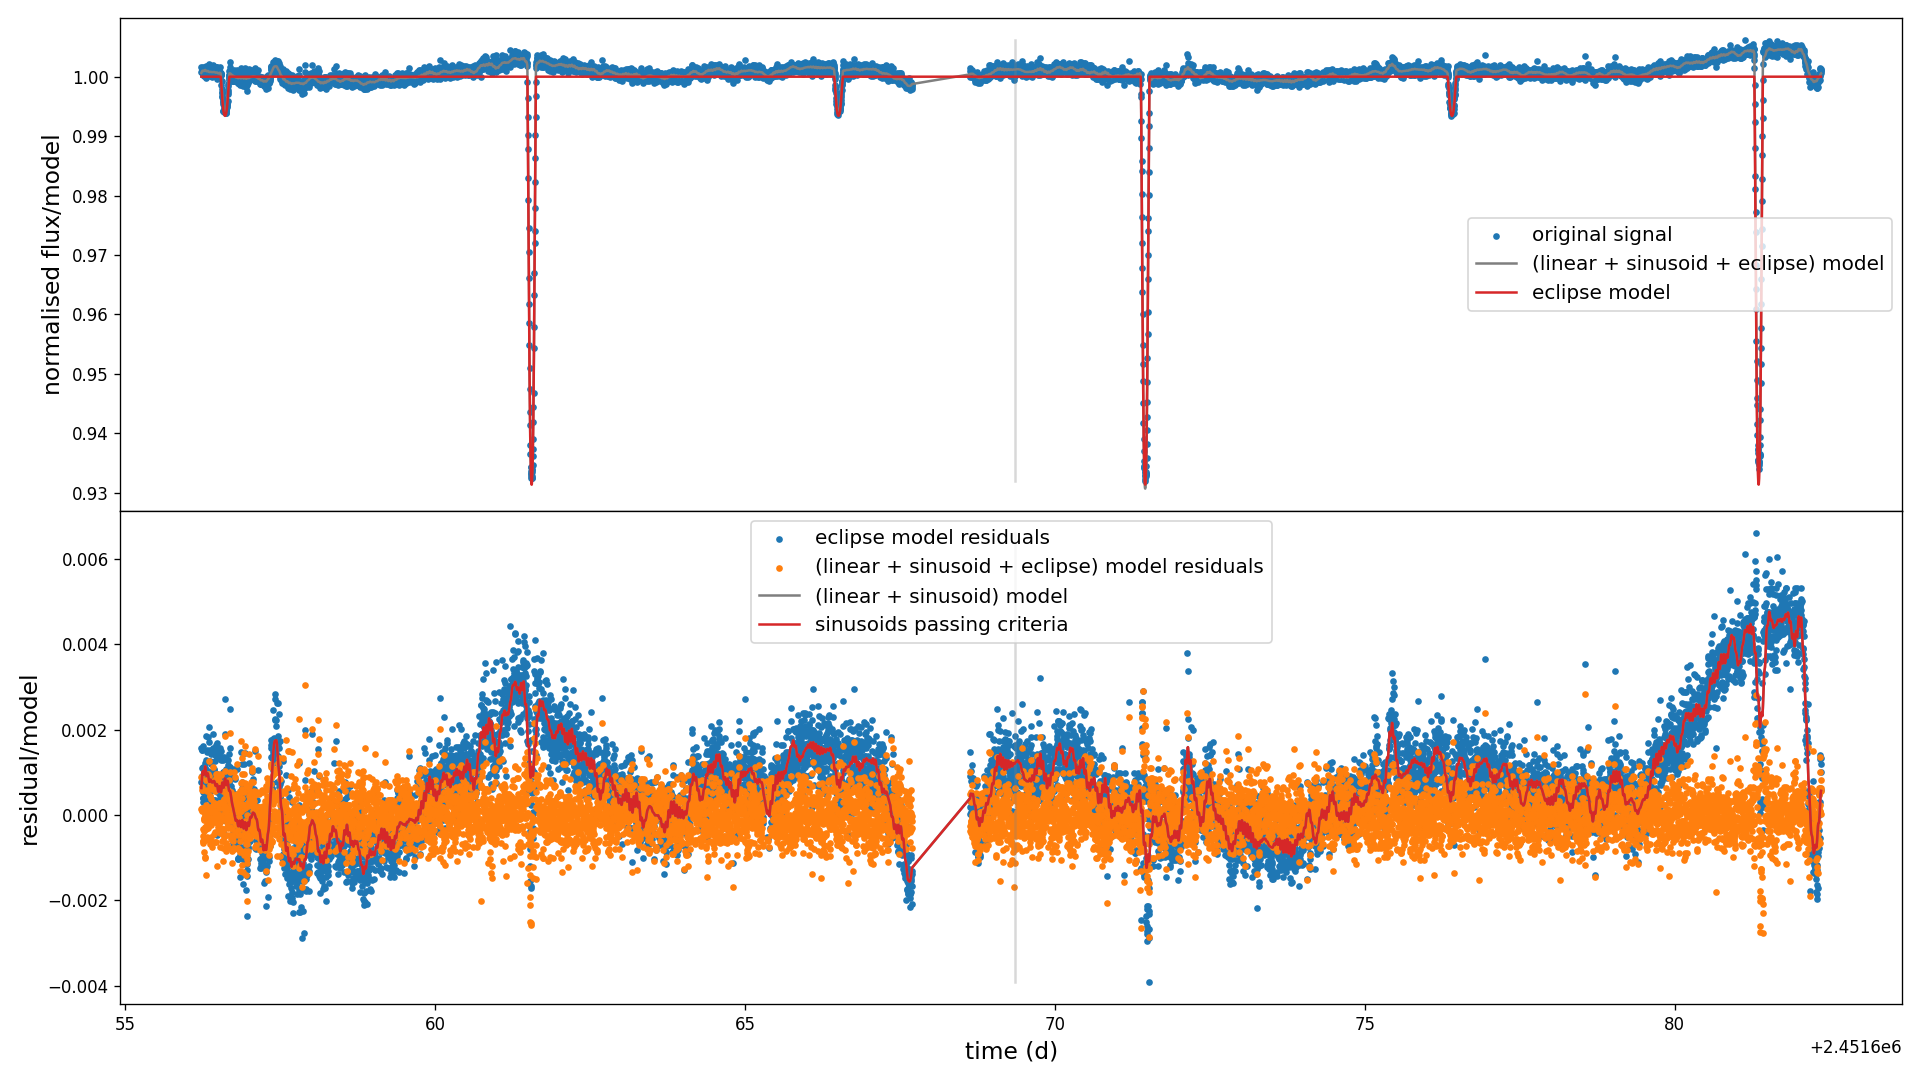 normalised flux/model
1.00
0.99
0.98
0.97
0.96
0.95
0.94
0.93
original signal
(linear + sinusoid + eclipse) model
eclipse model
residual/model
0.006
0.004
0.002
0.000
−0.002
−0.004
eclipse model residuals
(linear + sinusoid + eclipse) model residuals
(linear + sinusoid) model
sinusoids passing criteria
55
60
65
70
75
80
time (d)
+2.4516e6